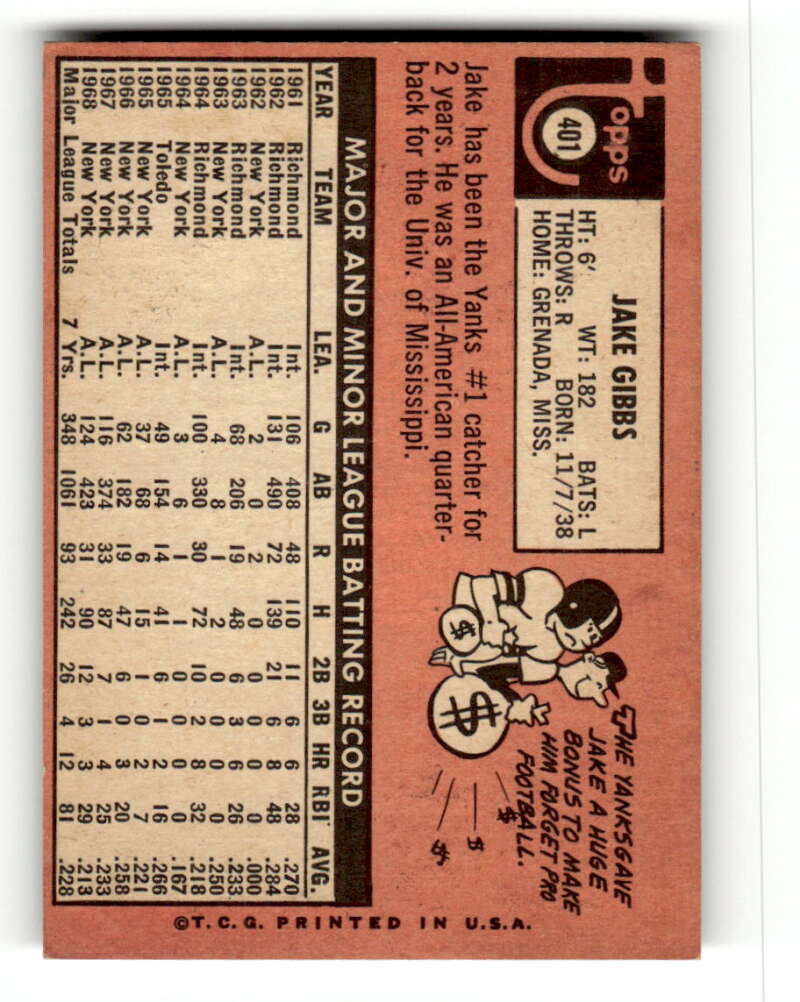 Topps
401
JAKE GIBBS
HT: 6' WT: 182 BATS: L
THROWS: R BORN: 11/7/38
HOME: GRENADA, MISS.
THE YANKS GAVE
JAKE A HUGE
BONUS TO MAKE
HIM FORGET PRO
FOOTBALL.
$
$
$
$
$
Jake has been the Yanks #1 catcher for
2 years. He was an All-American quarter-
back for the Univ. of Mississippi.
MAJOR AND MINOR LEAGUE BATTING RECORD
YEAR TEAM LEA. G AB R H 2B 3B HR RBI AVG.
1961 Richmond Int. 106 408 48 110 11 6 6 28 .270
1962 Richmond Int. 131 490 72 139 21 6 8 48 .284
1962 New York A.L. 2 0 2 0 0 0 0 0 .000
1963 Richmond Int. 68 206 19 48 6 3 6 26 .233
1963 New York A.L. 4 8 1 2 0 0 0 0 .250
1964 Richmond Int. 100 330 30 72 10 2 8 32 .218
1964 New York A.L. 3 6 1 1 0 0 0 0 .167
1965 Toledo Int. 49 154 14 41 6 1 2 16 .266
1965 New York A.L. 37 68 6 15 1 0 2 7 .221
1966 New York A.L. 62 182 19 47 6 0 3 20 .258
1967 New York A.L. 116 374 33 87 7 1 4 25 .233
1968 New York A.L. 124 423 31 90 12 3 3 29 .213
Major League Totals 7 Yrs. 348 1061 93 242 26 4 12 81 .228
©T.C.G. PRINTED IN U.S.A.